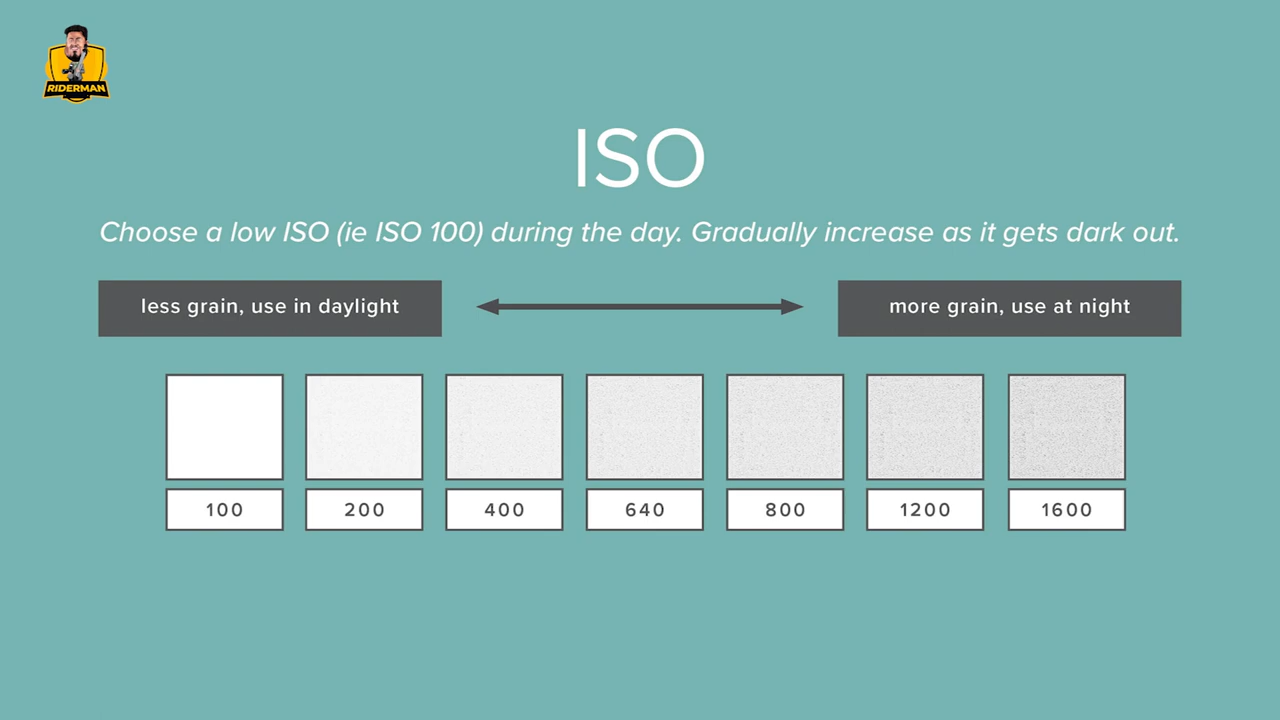 RIDERMAN
ISO
Choose a low ISO (ie ISO 100) during the day. Gradually increase as it gets dark out.
less grain, use in daylight
more grain, use at night
100
200
400
640
800
1200
1600